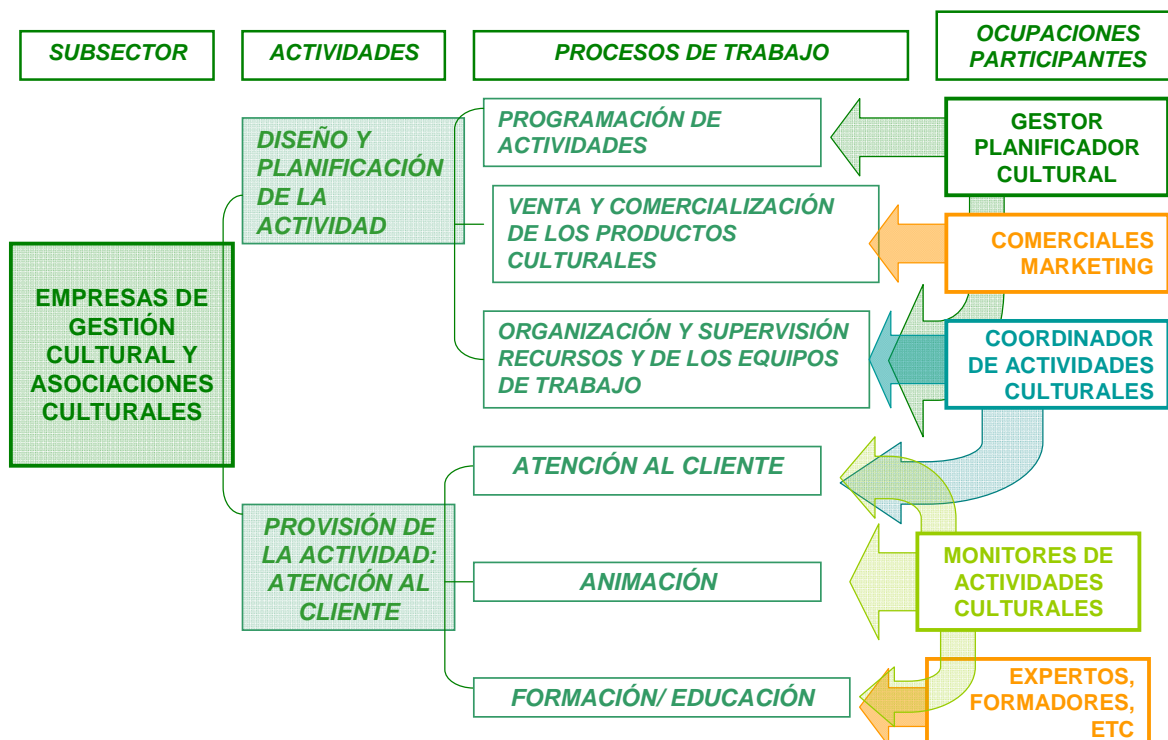 SUBSECTOR
ACTIVIDADES
PROCESOS DE TRABAJO
OCUPACIONES
PARTICIPANTES
EMPRESAS DE
GESTIÓN
CULTURAL Y
ASOCIACIONES
CULTURALES
DISEÑO Y
PLANIFICACIÓN
DE LA
ACTIVIDAD
PROGRAMACIÓN DE
ACTIVIDADES
GESTOR
PLANIFICADOR
CULTURAL
VENTA Y COMERCIALIZACIÓN
DE LOS PRODUCTOS
CULTURALES
COMERCIALES
MARKETING
ORGANIZACIÓN Y SUPERVISIÓN
RECURSOS Y DE LOS EQUIPOS
DE TRABAJO
COORDINADOR
DE ACTIVIDADES
CULTURALES
PROVISIÓN DE
LA ACTIVIDAD:
ATENCIÓN AL
CLIENTE
ATENCIÓN AL CLIENTE
ANIMACIÓN
MONITORES DE
ACTIVIDADES
CULTURALES
FORMACIÓN/ EDUCACIÓN
EXPERTOS,
FORMADORES,
ETC